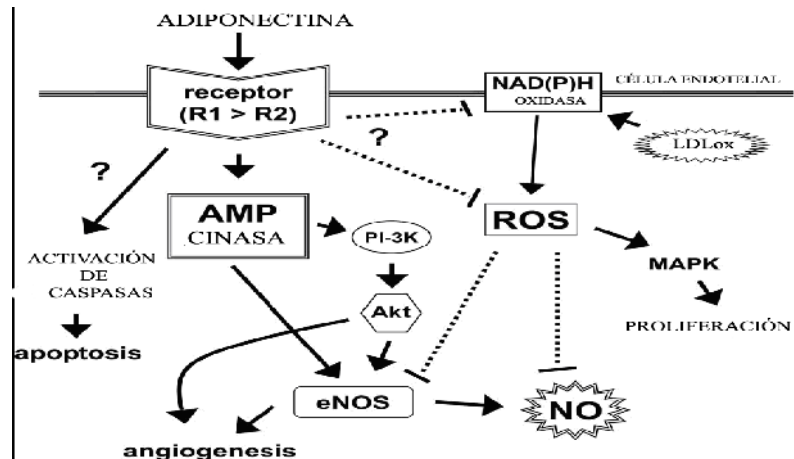 ADIPONECTINA
receptor
(R1 > R2)
NAD(P)H
OXIDASA
CÉLULA ENDOTELIAL
LDLox
?
?
AMP
CINASA
PI-3K
ROS
MAPK
PROLIFERACIÓN
ACTIVACIÓN
DE
CASPASAS
apoptosis
Akt
eNOS
NO
angiogenesis